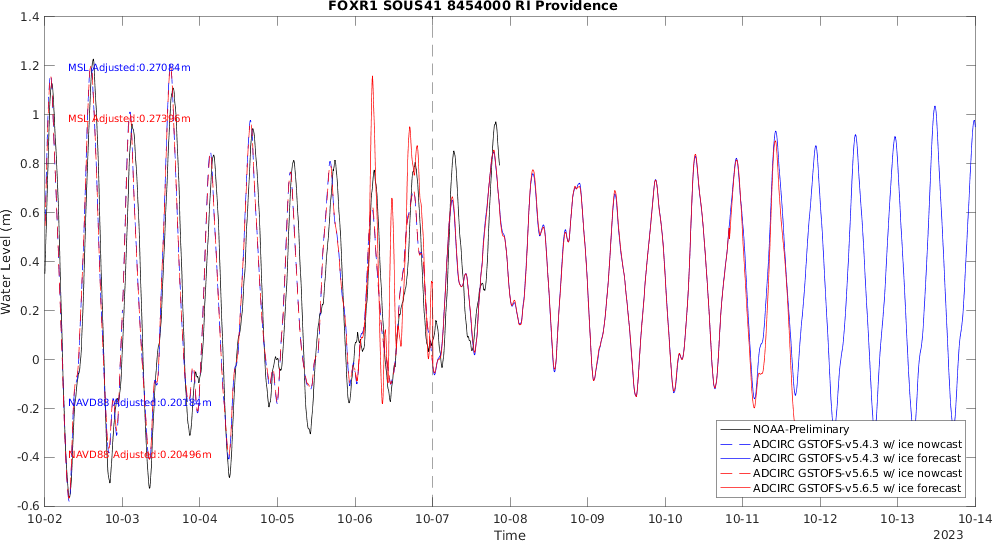 FOXR1 SOUS41 8454000 RI Providence
1.4
1.2
1
0.8
0.6
0.4
0.2
0
-0.2
-0.4
-0.6
Water Level (m)
MSL Adjusted:0.27084m
MSL Adjusted:0.27396m
NAVD88 Adjusted:0.20184m
NAVD88 Adjusted:0.20496m
NOAA-Preliminary
ADCIRC GSTOFS-v5.4.3 w/ ice nowcast
ADCIRC GSTOFS-v5.4.3 w/ ice forecast
ADCIRC GSTOFS-v5.6.5 w/ ice nowcast
ADCIRC GSTOFS-v5.6.5 w/ ice forecast
10-02 10-03 10-04 10-05 10-06 10-07 10-08 10-09 10-10 10-11 10-12 10-13 10-14
Time
2023